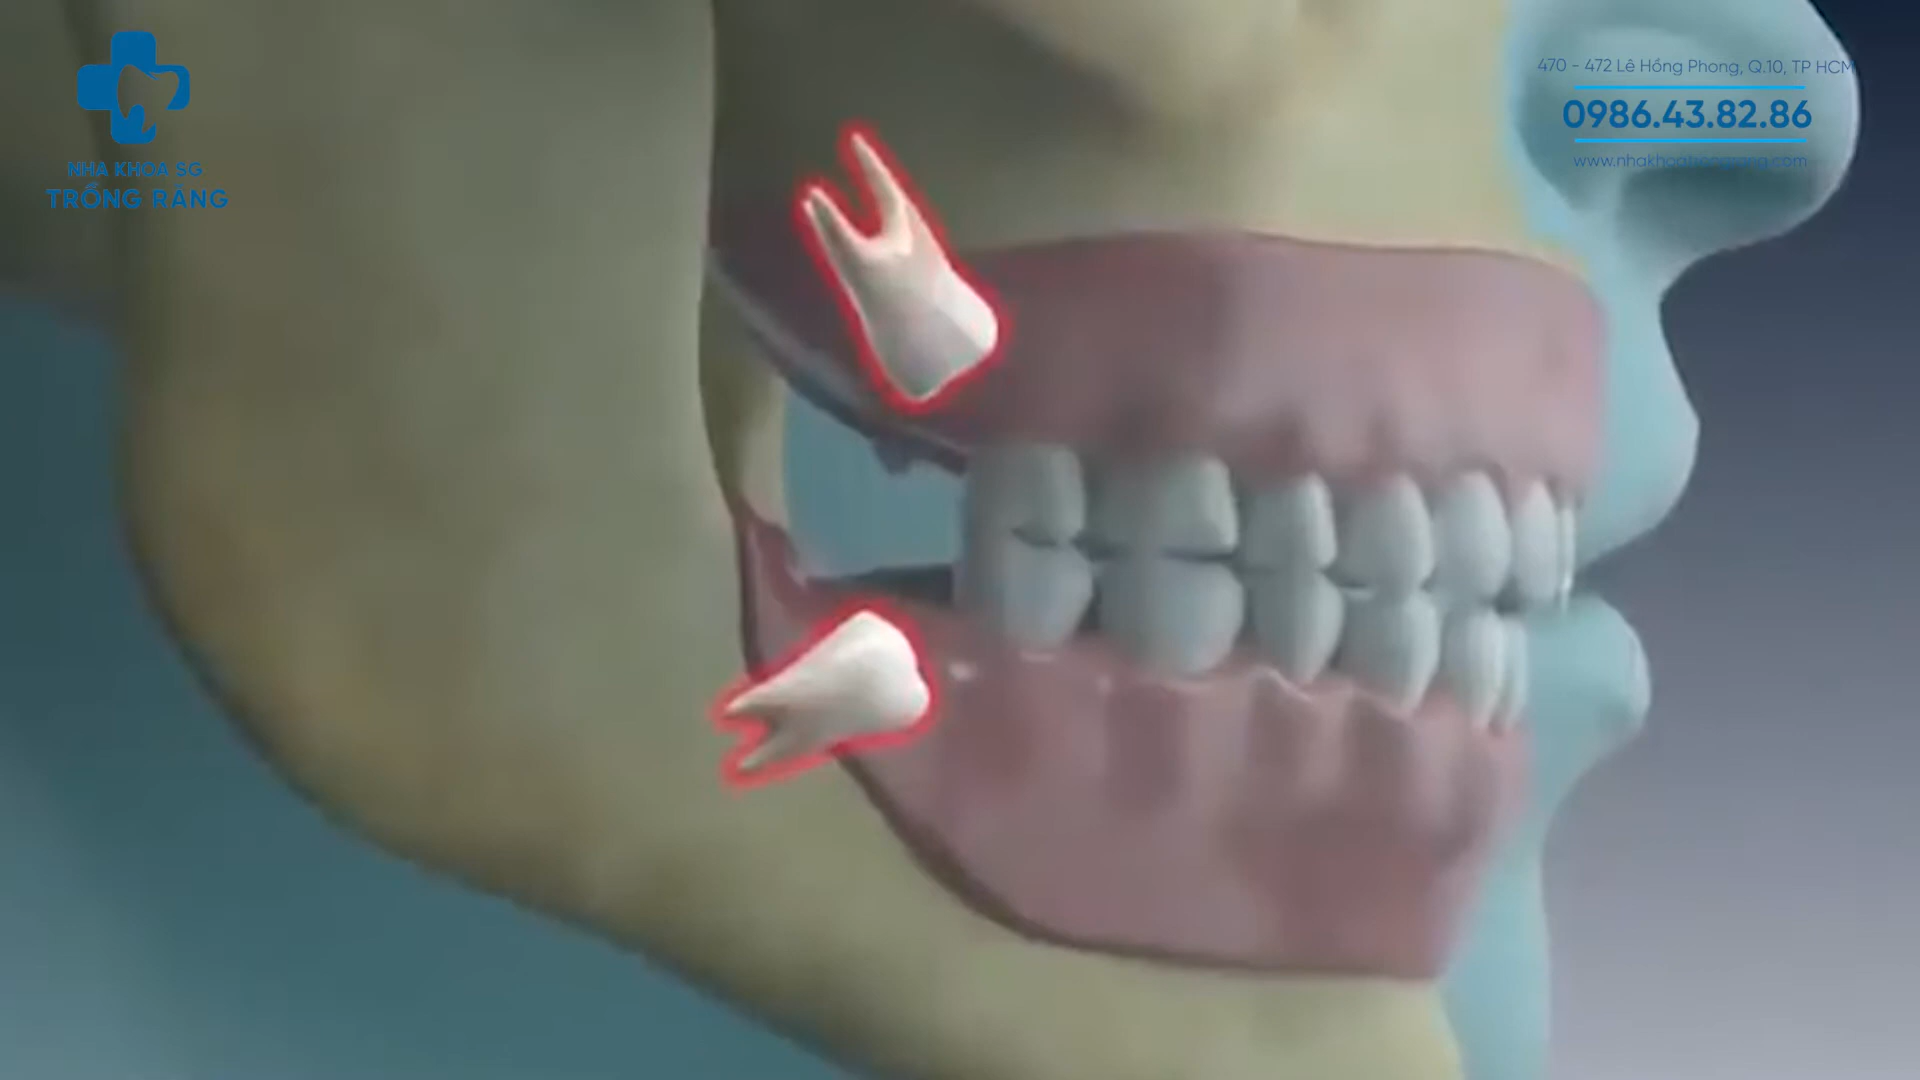 NHA KHOA SG
TRỒNG RĂNG
470 - 472 Lê Hồng Phong, Q.10, TP HCM
0986.43.82.86